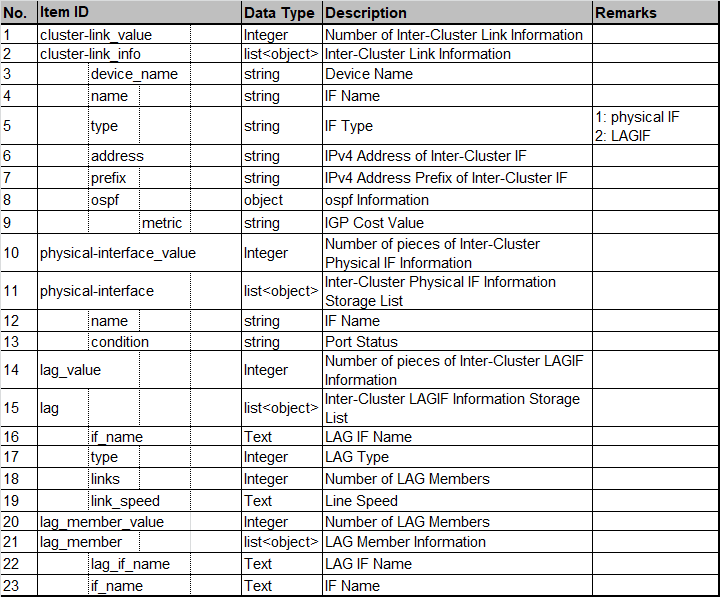 No. Item ID Data Type Description Remarks
1 cluster-link_value Integer Number of Inter-Cluster Link Information
2 cluster-link_info list<object> Inter-Cluster Link Information
3 device_name string Device Name
4 name string IF Name
5 type string IF Type 1: physical IF
2: LAGIF
6 address string IPv4 Address of Inter-Cluster IF
7 prefix string IPv4 Address Prefix of Inter-Cluster IF
8 ospf object ospf Information
9 metric string IGP Cost Value
10 physical-interface_value Integer Number of pieces of Inter-Cluster
Physical IF Information
11 physical-interface list<object> Inter-Cluster Physical IF Information
Storage List
12 name string IF Name
13 condition string Port Status
14 lag_value Integer Number of pieces of Inter-Cluster LAGIF
Information
15 lag list<object> Inter-Cluster LAGIF Information Storage
List
16 if_name Text LAG IF Name
17 type Integer LAG Type
18 links Integer Number of LAG Members
19 link_speed Text Line Speed
20 lag_member_value Integer Number of LAG Members
21 lag_member list<object> LAG Member Information
22 lag_if_name Text LAG IF Name
23 if_name Text IF Name